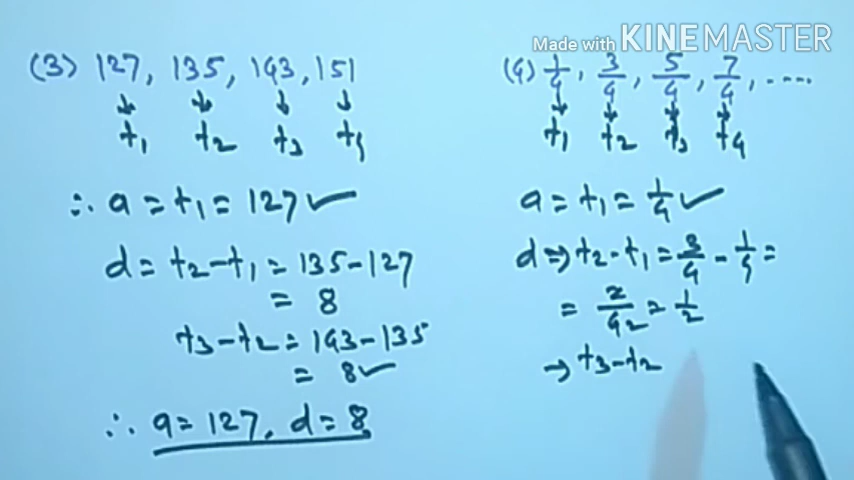 Made with KINEMASTER
(3) 127, 135, 143, 151
t1 t2 t3 t4
∴ a = t1 = 127 ✓
d = t2 - t1 = 135 - 127
= 8
t3 - t2 = 143 - 135
= 8 ✓
∴ a = 127, d = 8
(4) 1/4, 3/4, 5/4, 7/4, ....
t1 t2 t3 t4
a = t1 = 1/4 ✓
d ⇒ t2 - t1 = 3/4 - 1/4 =
= 2/4 2 = 1/2
→ t3 - t2